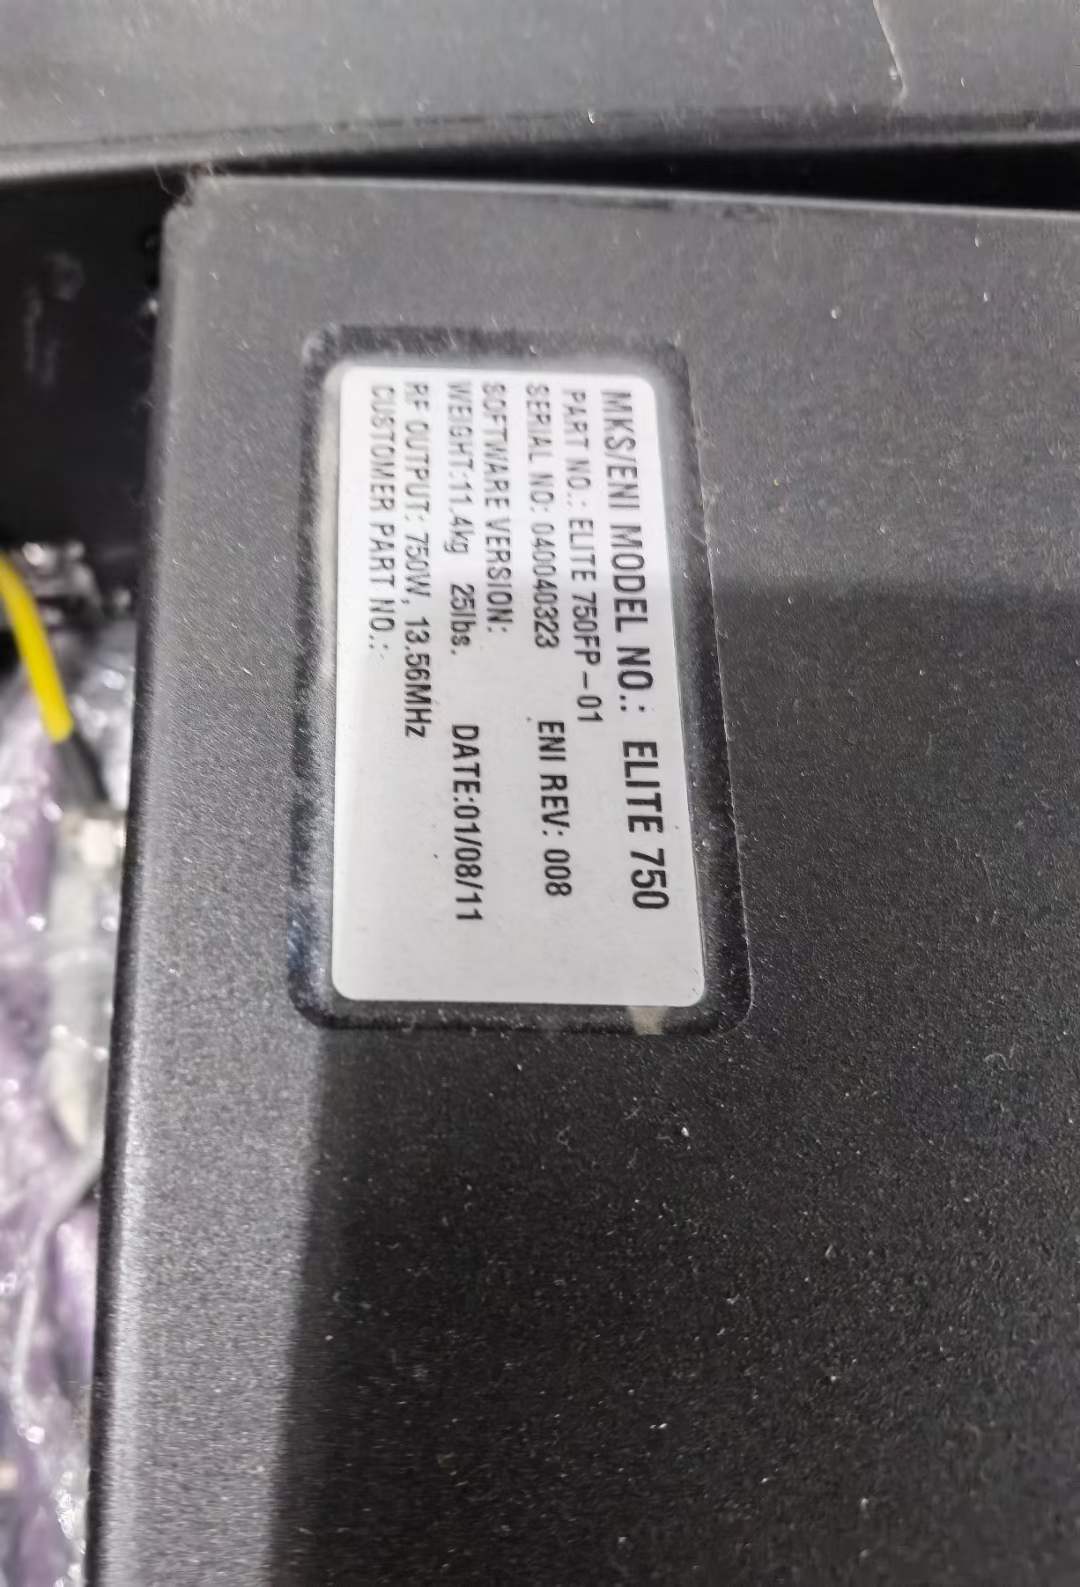 MKS/ENI MODEL NO.: ELITE 750
PART NO.: ELITE 750FP-01
SERIAL NO: 040040323 ENI REV: 008
SOFTWARE VERSION:
WEIGHT:11.4kg 25lbs. DATE:01/08/11
RF OUTPUT: 750W, 13.56MHz
CUSTOMER PART NO.: